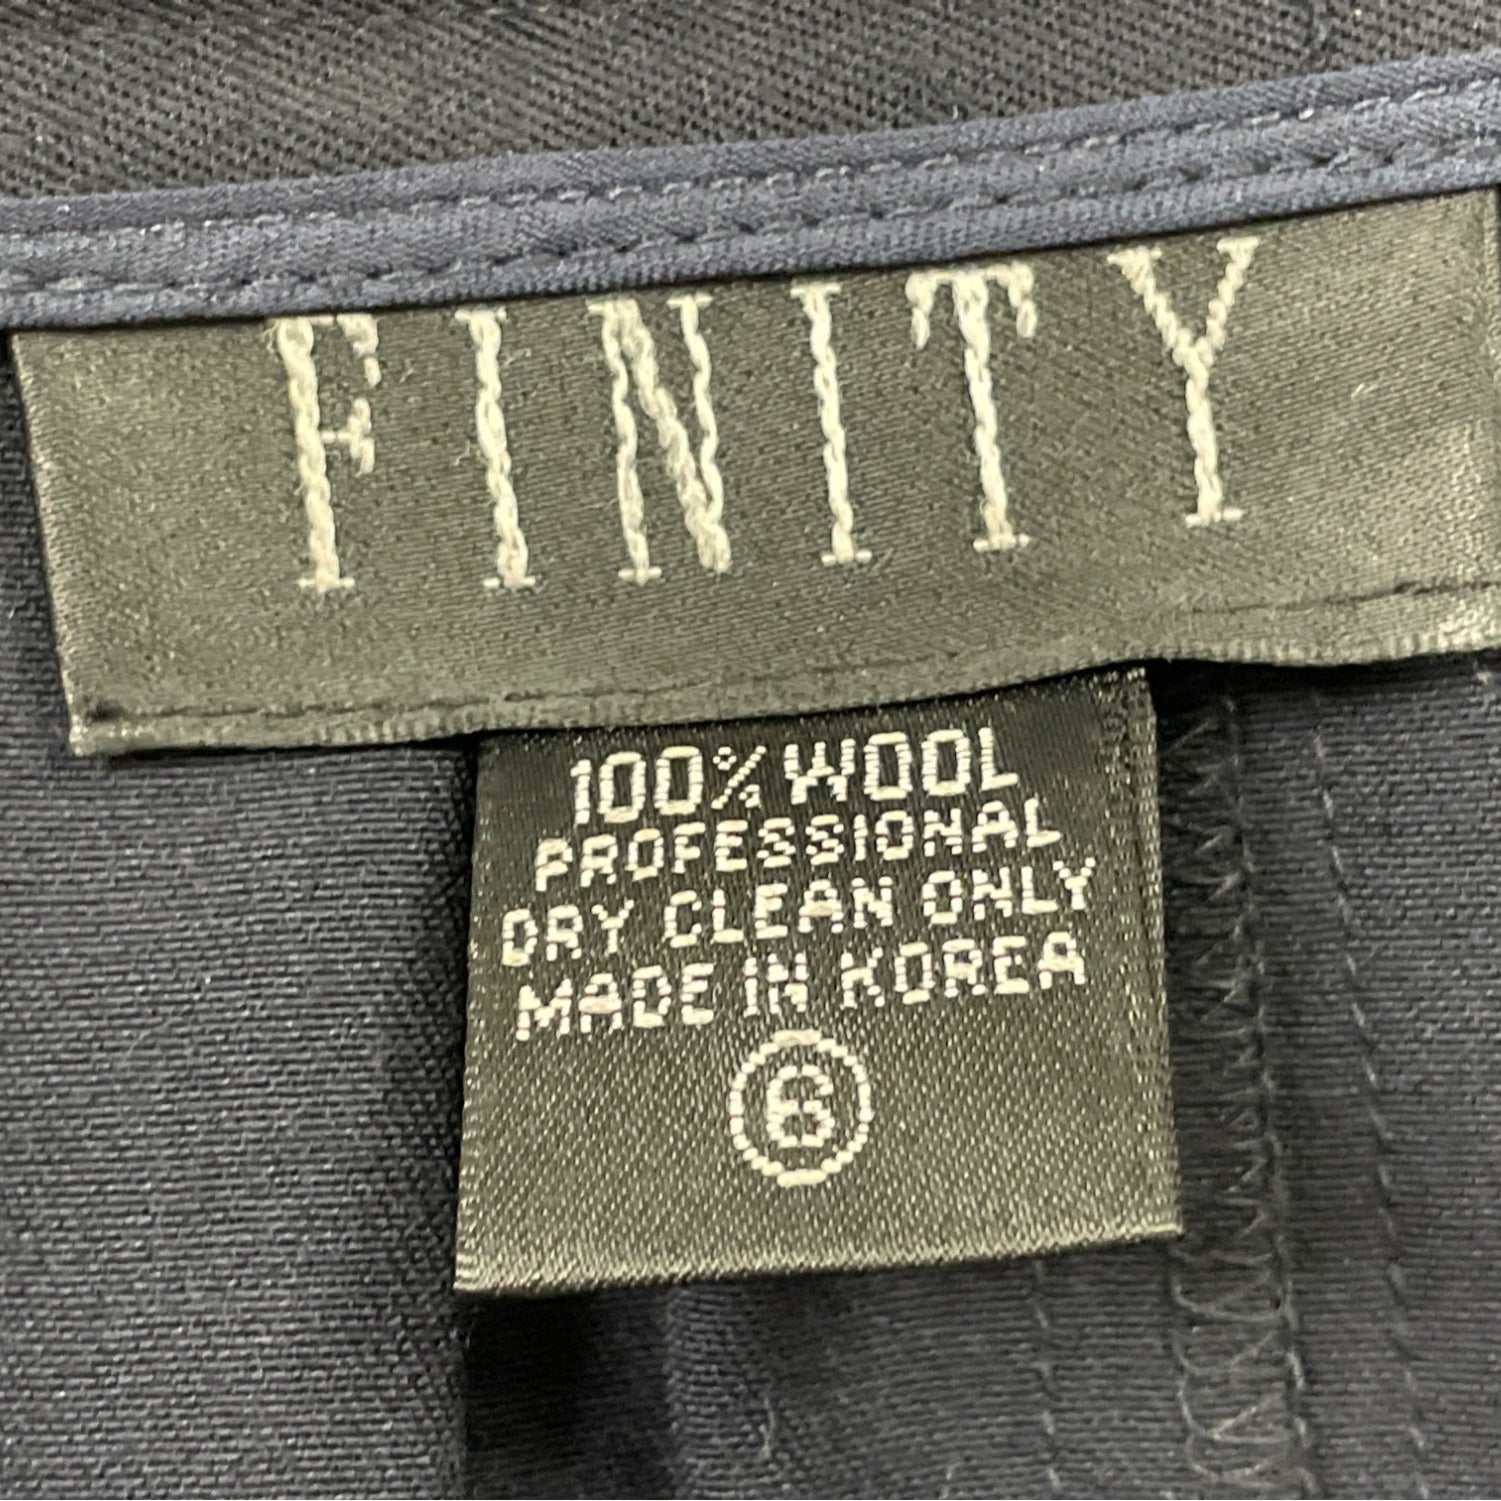 FINITY
100% WOOL
PROFESSIONAL
DRY CLEAN ONLY
MADE IN KOREA
6